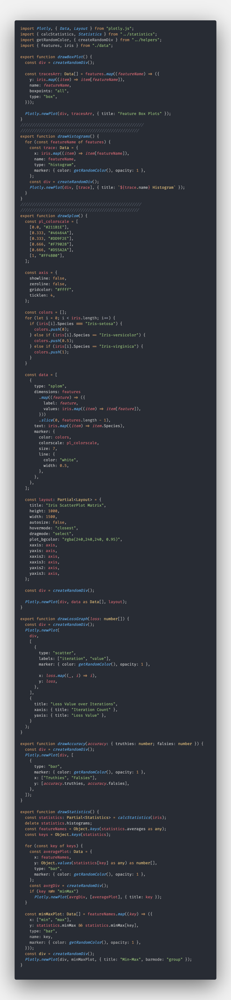 import Plotly, { Data, Layout } from "plotly.js";
import { calcStatistics, Statistics } from "../statistics";
import getRandomColor, { createRandomDiv } from "../helpers";
import { features, iris } from "./data";

export function drawBoxPlot() {
  const div = createRandomDiv();

  const tracesArr: Data[] = features.map((featureName) => ({
    y: iris.map((item) => item[featureName]),
    name: featureName,
    boxpoints: "all",
    type: "box",
  }));

  Plotly.newPlot(div, tracesArr, { title: "Feature Box Plots" });
}
/////////////////////////////////////////////////////
///////////////////////////////////////////////////
export function drawHistograms() {
  for (const featureName of features) {
    const trace: Data = {
      x: iris.map((item) => item[featureName]),
      name: featureName,
      type: "histogram",
      marker: { color: getRandomColor(), opacity: 1 },
    };
    const div = createRandomDiv();
    Plotly.newPlot(div, [trace], { title: `${trace.name} Histogram` });
  }
}
////////////////////////////////////////////////////
///////////////////////////////////////////////////
export function drawSplom() {
  const pl_colorscale = [
    [0.0, "#211B1E"],
    [0.333, "#46464A"],
    [0.333, "#DD9F2E"],
    [0.666, "#F79028"],
    [0.666, "#D55A2A"],
    [1, "#FF4800"],
  ];

  const axis = {
    showline: false,
    zeroline: false,
    gridcolor: "#ffff",
    ticklen: 4,
  };

  const colors = [];
  for (let i = 0; i < iris.length; i++) {
    if (iris[i].Species === "Iris-setosa") {
      colors.push(0);
    } else if (iris[i].Species == "Iris-versicolor") {
      colors.push(0.5);
    } else if (iris[i].Species == "Iris-virginica") {
      colors.push(1);
    }
  }

  const data = [
    {
      type: "splom",
      dimensions: features
        .map((feature) => ({
          label: feature,
          values: iris.map((item) => item[feature]),
        }))
        .slice(0, features.length - 1),
      text: iris.map((item) => item.Species),
      marker: {
        color: colors,
        colorscale: pl_colorscale,
        size: 7,
        line: {
          color: "white",
          width: 0.5,
        },
      },
    },
  ];

  const layout: Partial<Layout> = {
    title: "Iris ScatterPlot Matrix",
    height: 1000,
    width: 1500,
    autosize: false,
    hovermode: "closest",
    dragmode: "select",
    plot_bgcolor: "rgba(240,240,240, 0.95)",
    xaxis: axis,
    yaxis: axis,
    xaxis2: axis,
    xaxis3: axis,
    yaxis2: axis,
    yaxis3: axis,
  };

  const div = createRandomDiv();

  Plotly.newPlot(div, data as Data[], layout);
}

export function drawLossGraph(loss: number[]) {
  const div = createRandomDiv();
  Plotly.newPlot(
    div,
    [
      {
        type: "scatter",
        labels: ["iteration", "value"],
        marker: { color: getRandomColor(), opacity: 1 },

        x: loss.map((_, i) => i),
        y: loss,
      },
    ],
    {
      title: "Loss Value over Iterations",
      xaxis: { title: "Iteration Count" },
      yaxis: { title: "Loss Value" },
    }
  );
}

export function drawAccuracy(accuracy: { truthies: number; falsies: number }) {
  const div = createRandomDiv();
  Plotly.newPlot(div, [
    {
      type: "bar",
      marker: { color: getRandomColor(), opacity: 1 },
      x: ["Truthies", "Falsies"],
      y: [accuracy.truthies, accuracy.falsies],
    },
  ]);
}

export function drawStatistics() {
  const statistics: Partial<Statistics> = calcStatistics(iris);
  delete statistics.histograms;
  const featureNames = Object.keys(statistics.averages as any);
  const keys = Object.keys(statistics);

  for (const key of keys) {
    const averagePlot: Data = {
      x: featureNames,
      y: Object.values(statistics[key] as any) as number[],
      type: "bar",
      marker: { color: getRandomColor(), opacity: 1 },
    };
    const avrgDiv = createRandomDiv();
    if (key !== "minMax")
      Plotly.newPlot(avrgDiv, [averagePlot], { title: key });
  }

  const minMaxPlot: Data[] = featureNames.map((key) => ({
    x: ["min", "max"],
    y: statistics.minMax && statistics.minMax[key],
    type: "bar",
    name: key,
    marker: { color: getRandomColor(), opacity: 1 },
  }));
  const div = createRandomDiv();
  Plotly.newPlot(div, minMaxPlot, { title: "Min-Max", barmode: "group" });
}